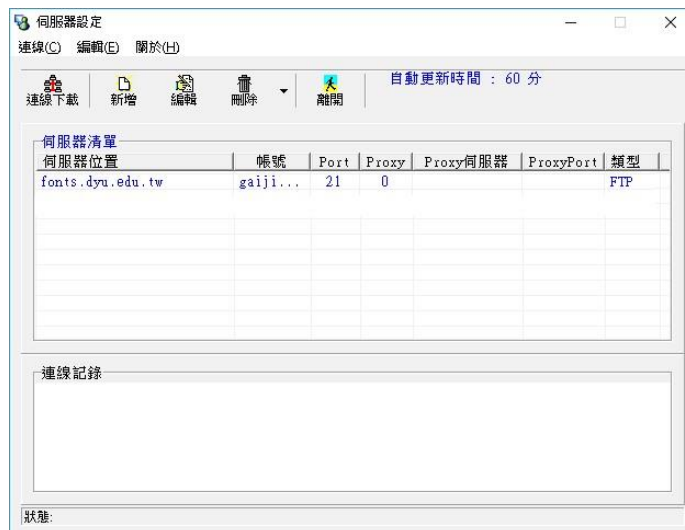 伺服器設定
連線(C) 編輯(E) 關於(H)
連線下載 新增 編輯 刪除 離開 自動更新時間 : 60 分
伺服器清單
伺服器位置 帳號 Port Proxy Proxy伺服器 ProxyPort 類型
fonts.dyu.edu.tw gaiji... 21 0 FTP
連線記錄
狀態: